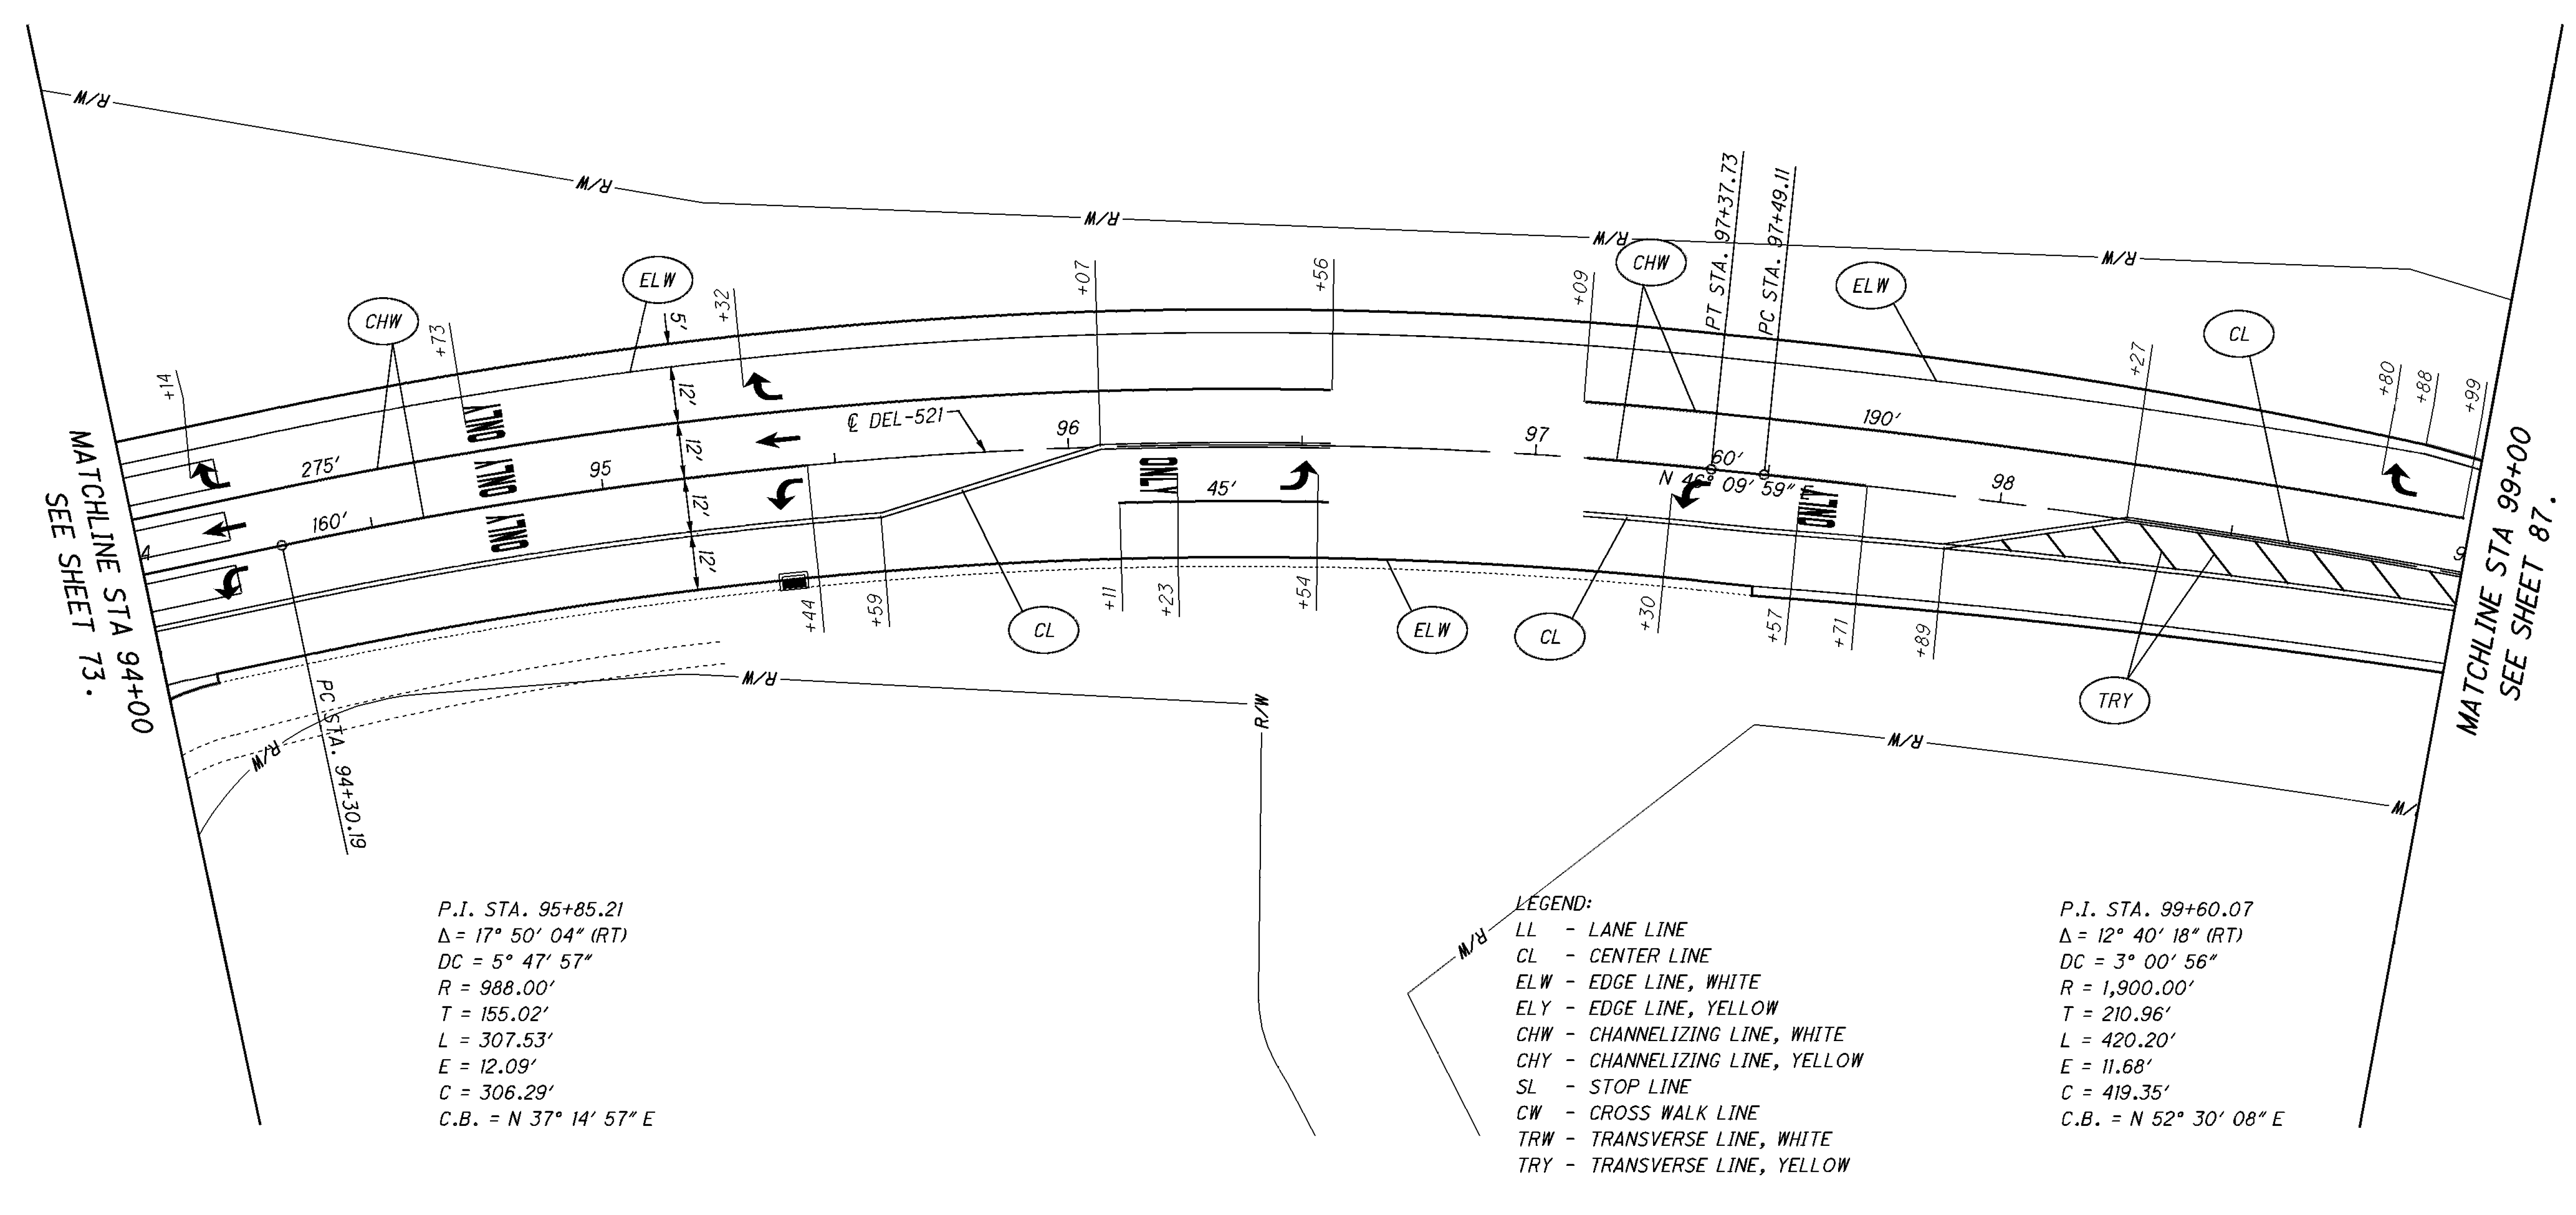 R/W
R/W
R/W
R/W
R/W
PT STA. 97+37.73
PC STA. 97+49.11
CHW
ELW
ELW
CHW
CL
+14
+73
5'
+32
+07
+56
+09
+27
+80
+88
+99
12'
12'
12'
12'
ONLY
ONLY
ONLY
℄ DEL-521
275'
160'
95
96
97
98
9
4
190'
60'
N 46° 09' 59" E
ONLY
45'
ONLY
MATCHLINE STA 94+00
SEE SHEET 73.
MATCHLINE STA 99+00
SEE SHEET 87.
+44
+59
+11
+23
+54
+30
+57
+71
+89
CL
ELW
CL
TRY
PC STA. 94+30.19
R/W
R/W
R/W
R/W
R/W
W/
P.I. STA. 95+85.21
Δ = 17° 50' 04" (RT)
DC = 5° 47' 57"
R = 988.00'
T = 155.02'
L = 307.53'
E = 12.09'
C = 306.29'
C.B. = N 37° 14' 57" E
LEGEND:
LL - LANE LINE
CL - CENTER LINE
ELW - EDGE LINE, WHITE
ELY - EDGE LINE, YELLOW
CHW - CHANNELIZING LINE, WHITE
CHY - CHANNELIZING LINE, YELLOW
SL - STOP LINE
CW - CROSS WALK LINE
TRW - TRANSVERSE LINE, WHITE
TRY - TRANSVERSE LINE, YELLOW
P.I. STA. 99+60.07
Δ = 12° 40' 18" (RT)
DC = 3° 00' 56"
R = 1,900.00'
T = 210.96'
L = 420.20'
E = 11.68'
C = 419.35'
C.B. = N 52° 30' 08" E